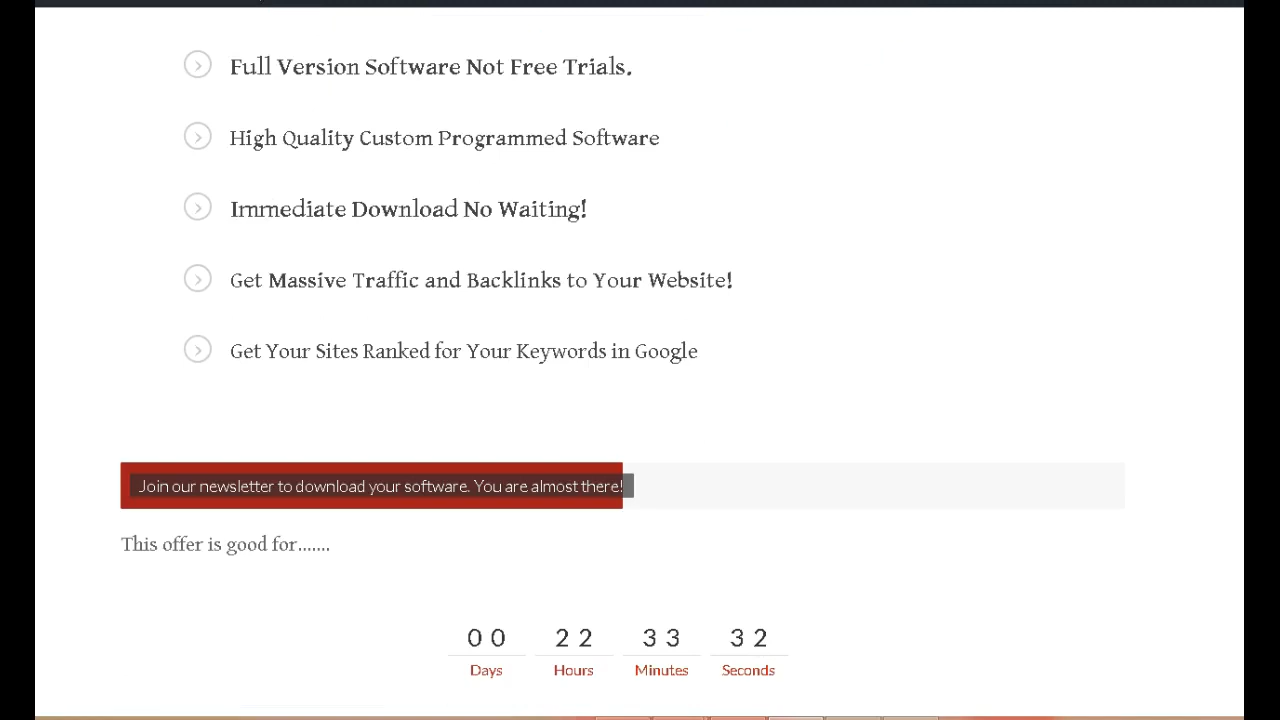 Full Version Software Not Free Trials.
High Quality Custom Programmed Software
Immediate Download No Waiting!
Get Massive Traffic and Backlinks to Your Website!
Get Your Sites Ranked for Your Keywords in Google
Join our newsletter to download your software. You are almost there!
This offer is good for.......
00 22 33 32
Days Hours Minutes Seconds